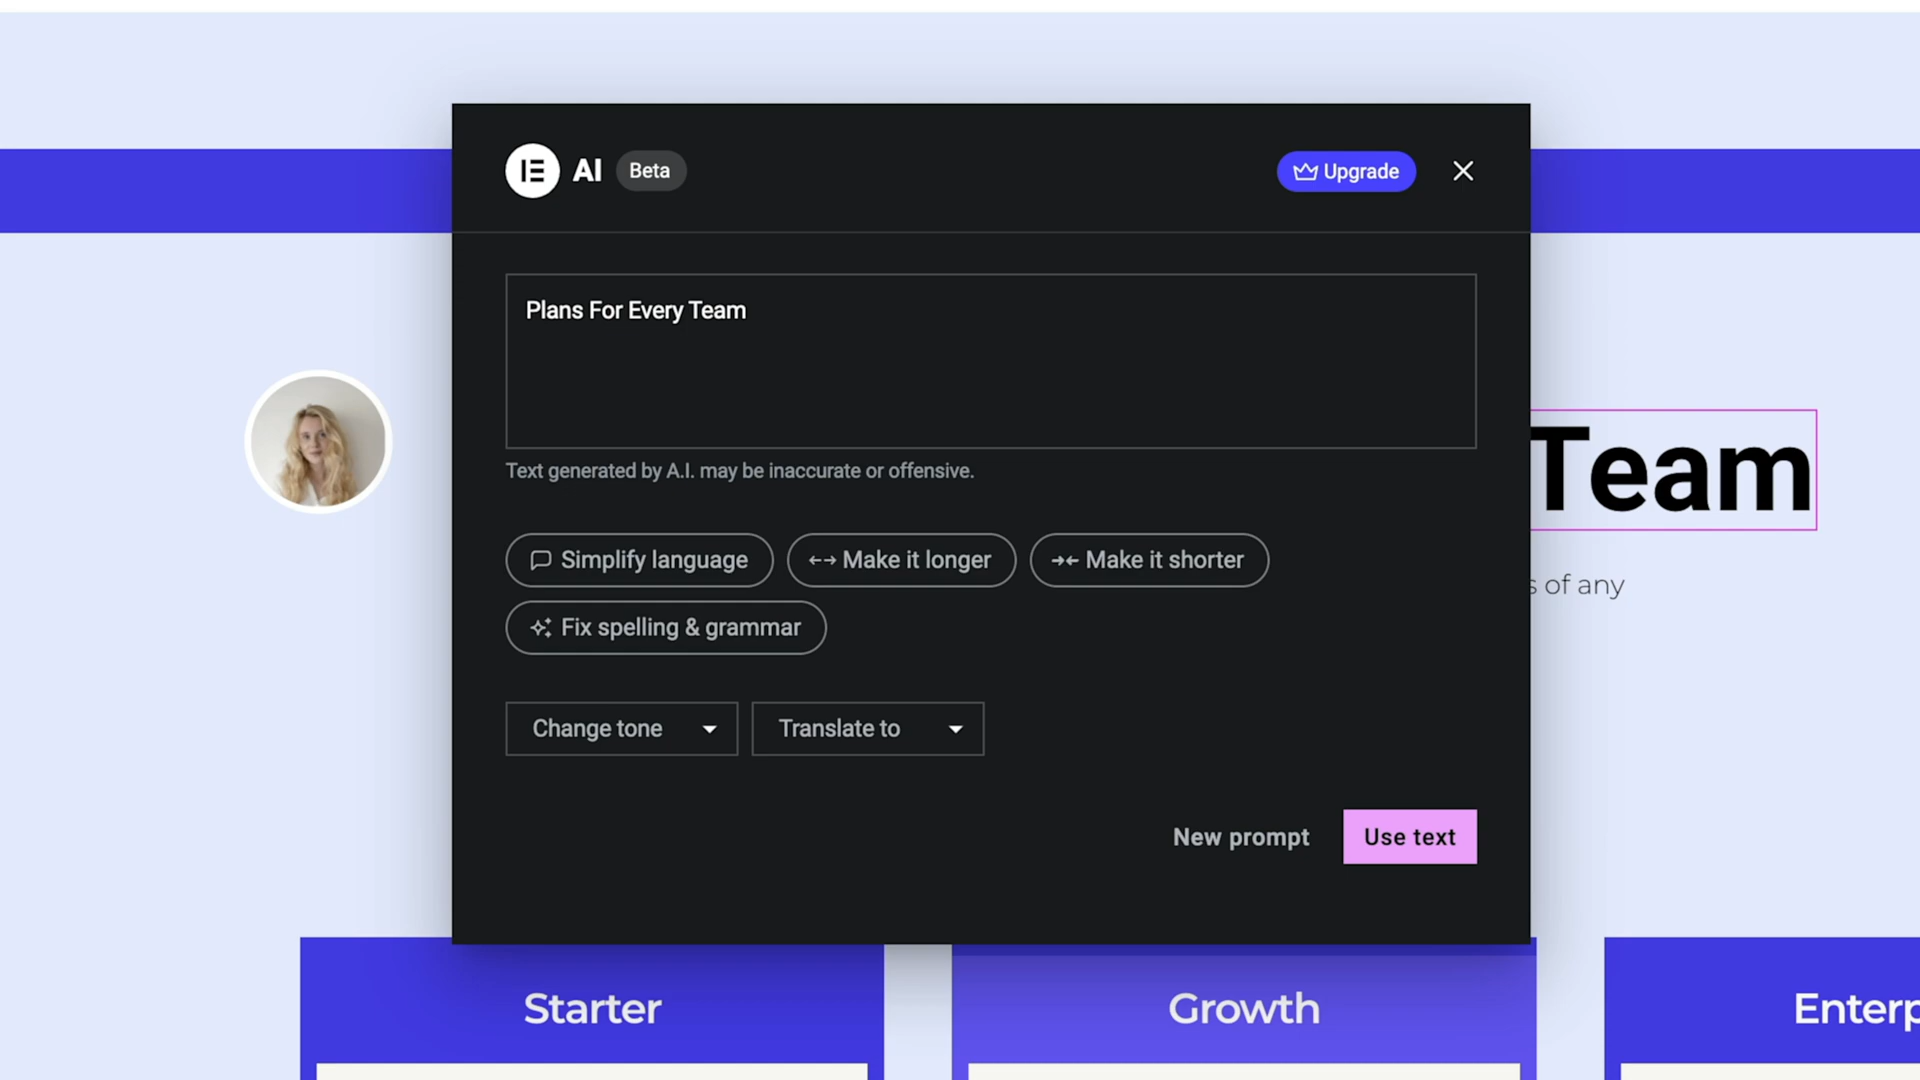 AI Beta
Upgrade
Plans For Every Team
Text generated by A.I. may be inaccurate or offensive.
Simplify language
Make it longer
Make it shorter
Fix spelling & grammar
Change tone
Translate to
New prompt
Use text
Team
of any
Starter
Growth
Enterp